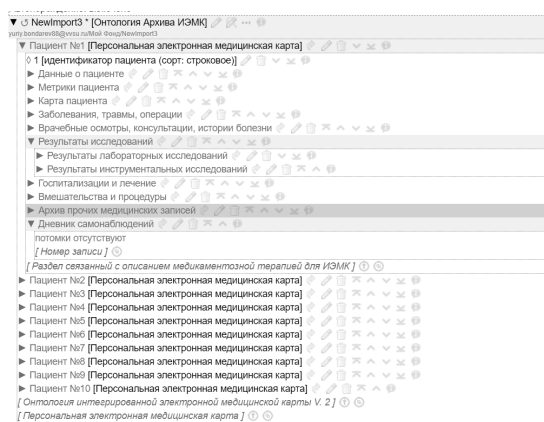 ▼ NewImport3 * [Онтология Архива ИЭМК]
yuriy.bondarev88@vvsu.ru/Мой Фонд/NewImport3
▼ Пациент №1 [Персональная электронная медицинская карта]
◊ 1 [идентификатор пациента (сорт: строковое)]
▶ Данные о пациенте
▶ Метрики пациента
▶ Карта пациента
▶ Заболевания, травмы, операции
▶ Врачебные осмотры, консультации, истории болезни
▼ Результаты исследований
▶ Результаты лабораторных исследований
▶ Результаты инструментальных исследований
▶ Госпитализации и лечение
▶ Вмешательства и процедуры
▶ Архив прочих медицинских записей
▼ Дневник самонаблюдений
потомки отсутствуют
[ Номер записи ]
[ Раздел связанный с описанием медикаментозной терапией для ИЭМК ]
▶ Пациент №2 [Персональная электронная медицинская карта]
▶ Пациент №3 [Персональная электронная медицинская карта]
▶ Пациент №4 [Персональная электронная медицинская карта]
▶ Пациент №5 [Персональная электронная медицинская карта]
▶ Пациент №6 [Персональная электронная медицинская карта]
▶ Пациент №7 [Персональная электронная медицинская карта]
▶ Пациент №8 [Персональная электронная медицинская карта]
▶ Пациент №9 [Персональная электронная медицинская карта]
▶ Пациент №10 [Персональная электронная медицинская карта]
[ Онтология интегрированной электронной медицинской карты V. 2 ]
[ Персональная электронная медицинская карта ]